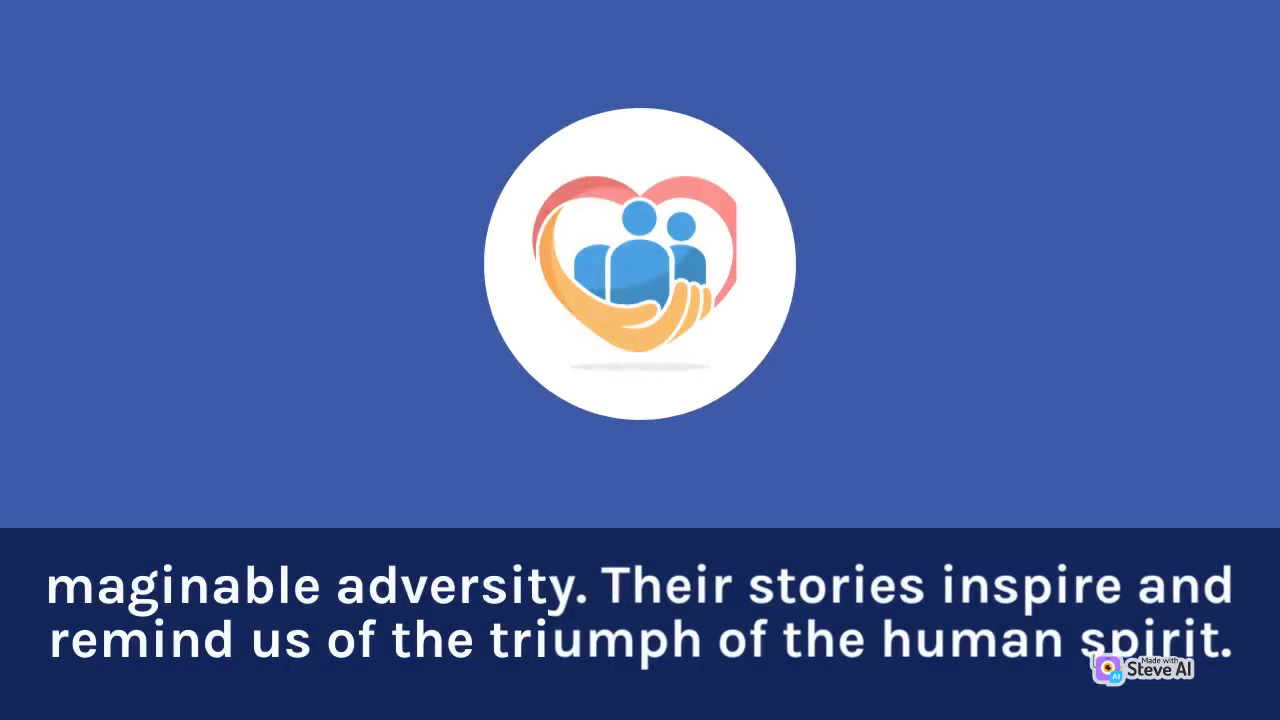 maginable adversity. Their stories inspire and
remind us of the triumph of the human spirit.
Made with
Steve AI
AI